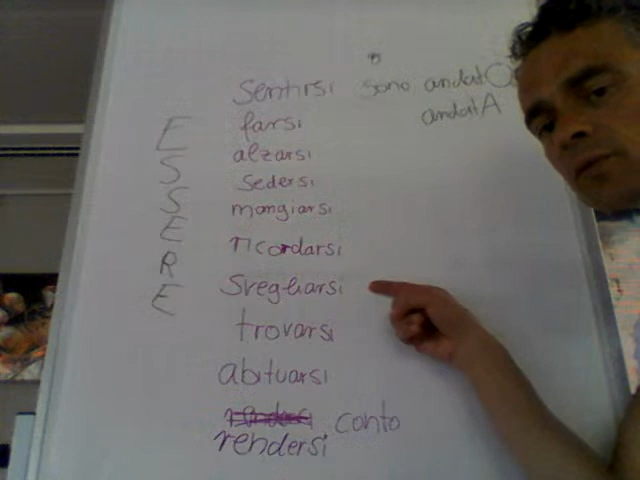 sentirsi sono andatO
andatA
farsi
alzarsi
sedersi
mangiarsi
ricordarsi
svegliarsi
trovarsi
abituarsi
conto
rendersi
ESSERE